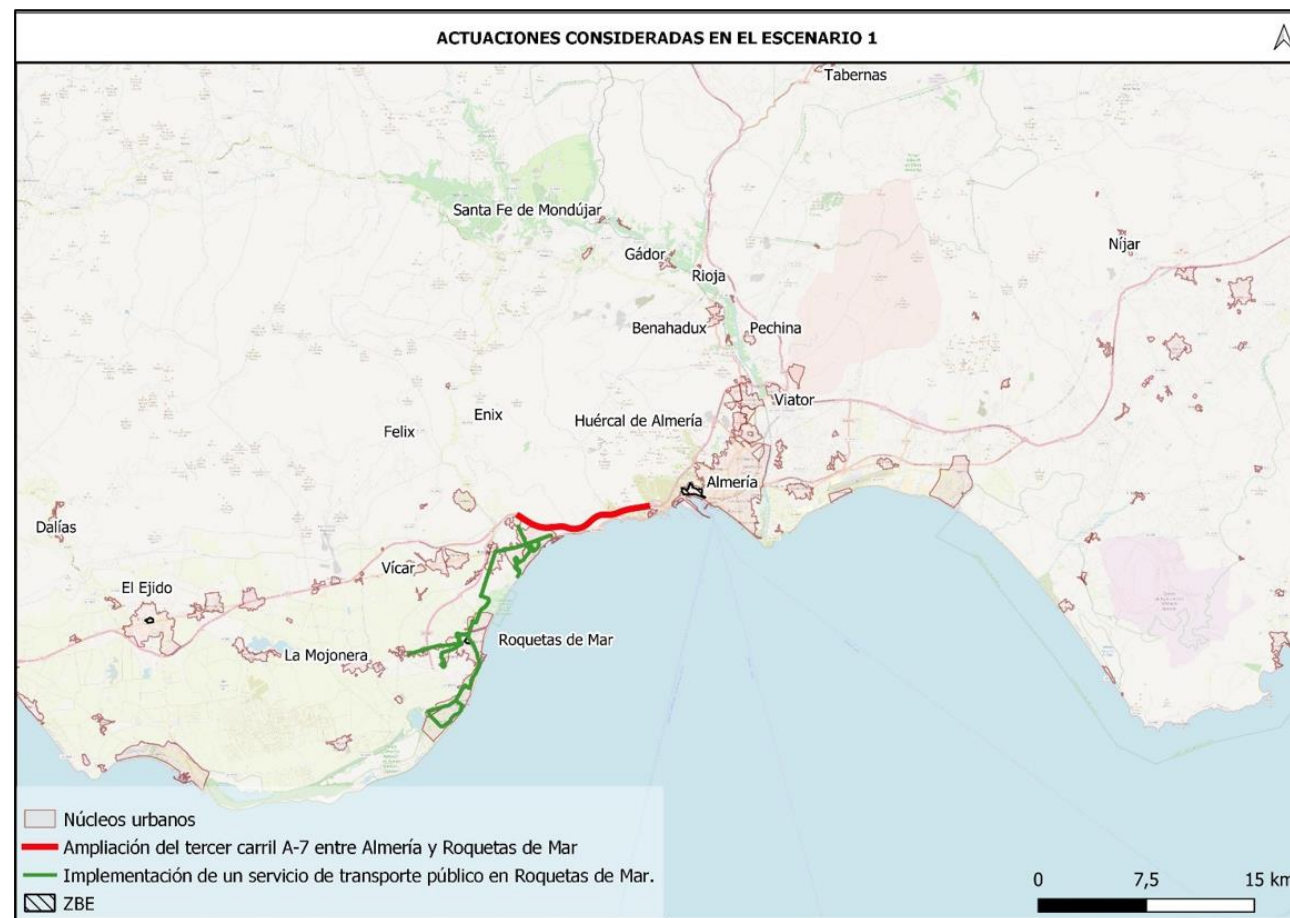 ACTUACIONES CONSIDERADAS EN EL ESCENARIO 1
Tabernas
Santa Fe de Mondújar
Gádor
Níjar
Rioja
Benahadux
Pechina
Viator
Enix
Huércal de Almería
Felix
Almería
Dalías
Vícar
El Ejido
Roquetas de Mar
La Mojonera
Núcleos urbanos
Ampliación del tercer carril A-7 entre Almería y Roquetas de Mar
Implementación de un servicio de transporte público en Roquetas de Mar.
ZBE
0 7,5 15 km